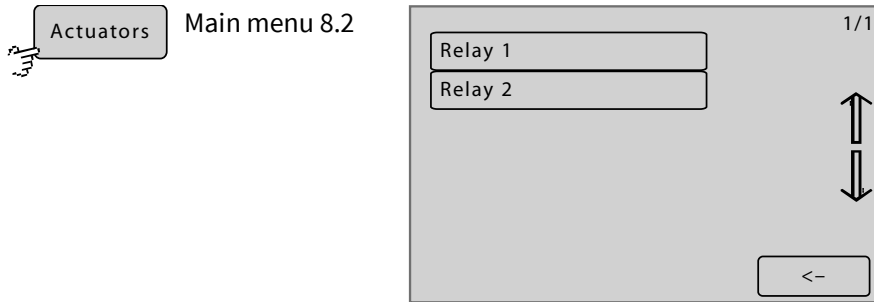 Actuators
Main menu 8.2
1/1
Relay 1
Relay 2
<–